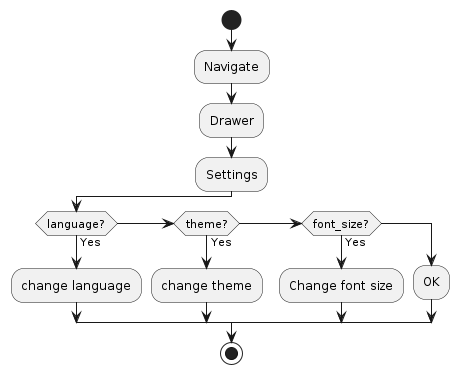 Navigate
Drawer
Settings
language?
theme?
font_size?
Yes
Yes
Yes
change language
change theme
Change font size
OK